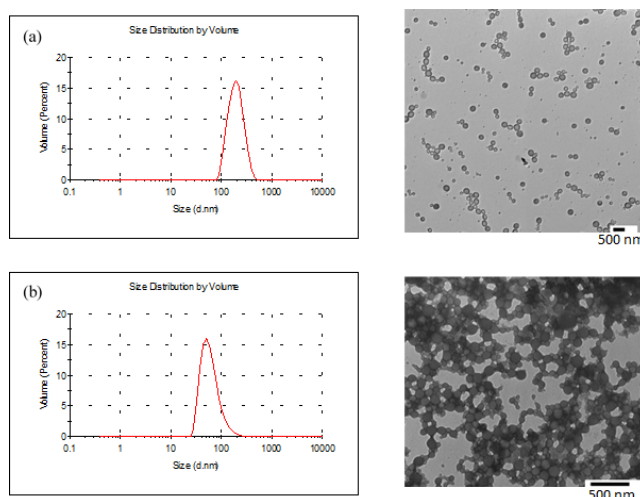 (a)
Size Distribution by Volume
Volume (Percent)
20
15
10
5
0
0.1 1 10 100 1000 10000
Size (d.nm)
500 nm
(b)
Size Distribution by Volume
Volume (Percent)
20
15
10
5
0
0.1 1 10 100 1000 10000
Size (d.nm)
500 nm